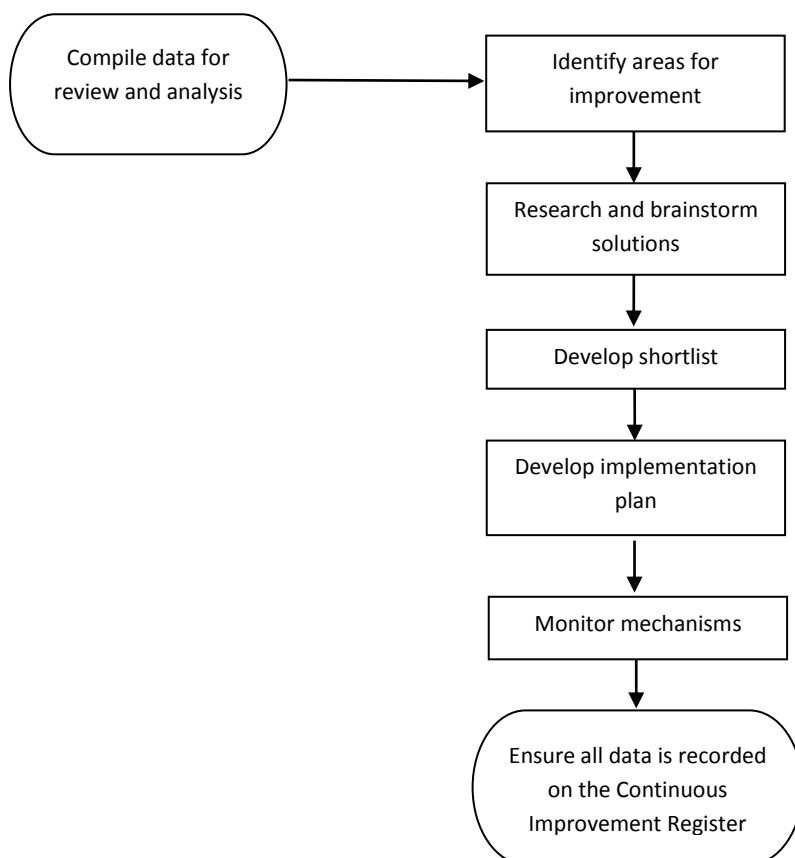 Compile data for
review and analysis
Identify areas for
improvement
Research and brainstorm
solutions
Develop shortlist
Develop implementation
plan
Monitor mechanisms
Ensure all data is recorded
on the Continuous
Improvement Register